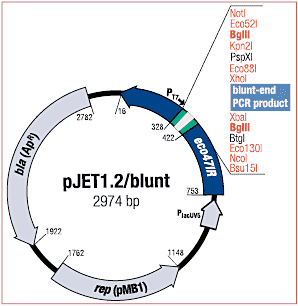 NotI
Eco52I
BglII
Kpn2I
PspXI
Eco88I
XhoI
blunt-end
PCR product
XbaI
BglII
BtgI
Eco130I
NcoI
Bsu15I
PT7
2782
16
328
422
eco47IR
bla (ApR)
pJET1.2/blunt
2974 bp
753
PlacUV5
1922
1762
1148
rep (pMB1)